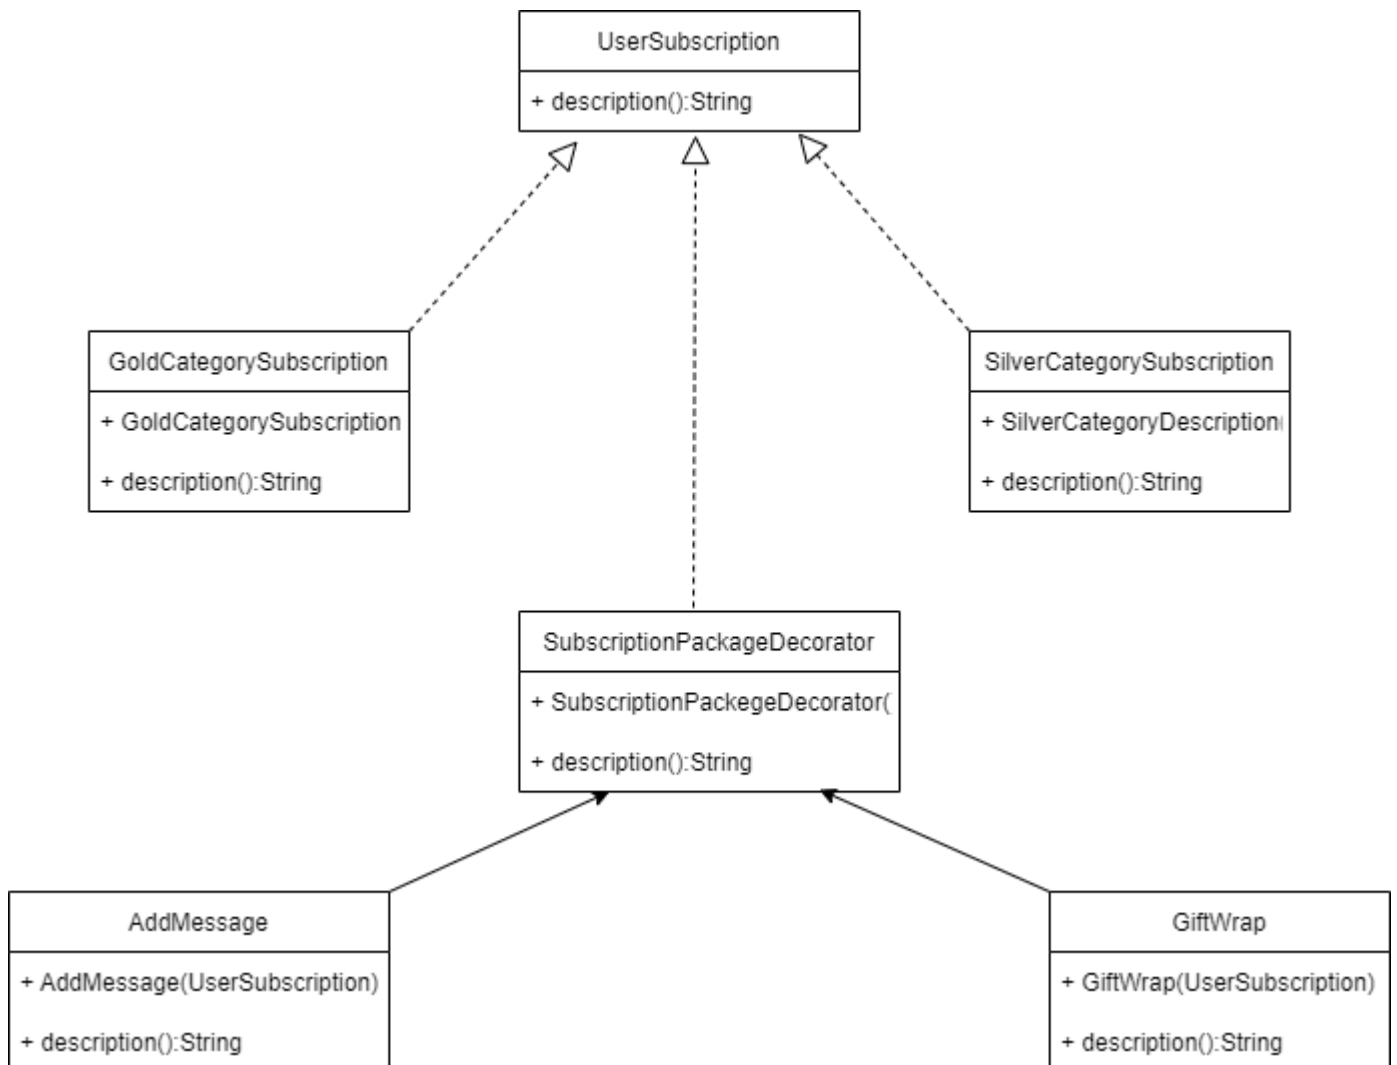 UserSubscription
+ description():String
GoldCategorySubscription
+ GoldCategorySubscription
+ description():String
SilverCategorySubscription
+ SilverCategoryDescription(
+ description():String
SubscriptionPackageDecorator
+ SubscriptionPackegeDecorator(
+ description():String
AddMessage
+ AddMessage(UserSubscription)
+ description():String
GiftWrap
+ GiftWrap(UserSubscription)
+ description():String